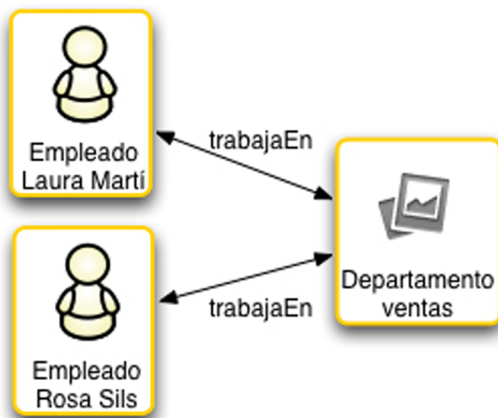 Empleado
Laura Martí
trabajaEn
Departamento
ventas
trabajaEn
Empleado
Rosa Sils